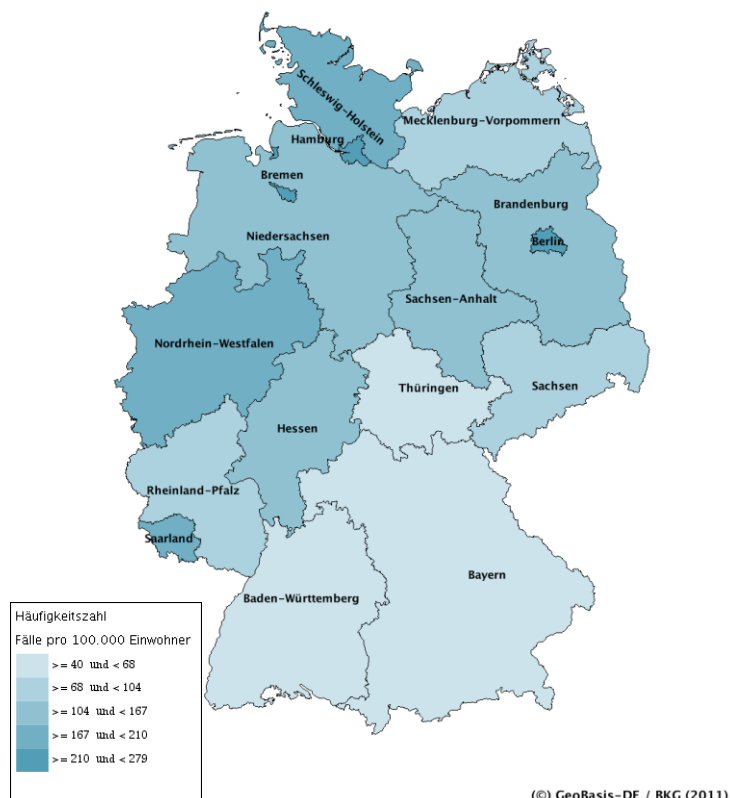 Schleswig-Holstein
Mecklenburg-Vorpommern
Hamburg
Bremen
Brandenburg
Niedersachsen
Berlin
Sachsen-Anhalt
Nordrhein-Westfalen
Thüringen
Sachsen
Hessen
Rheinland-Pfalz
Saarland
Bayern
Baden-Württemberg
Häufigkeitszahl
Fälle pro 100.000 Einwohner
>= 40 und < 68
>= 68 und < 104
>= 104 und < 167
>= 167 und < 210
>= 210 und < 279
(©) GeoBasis-DE / BKG (2011)